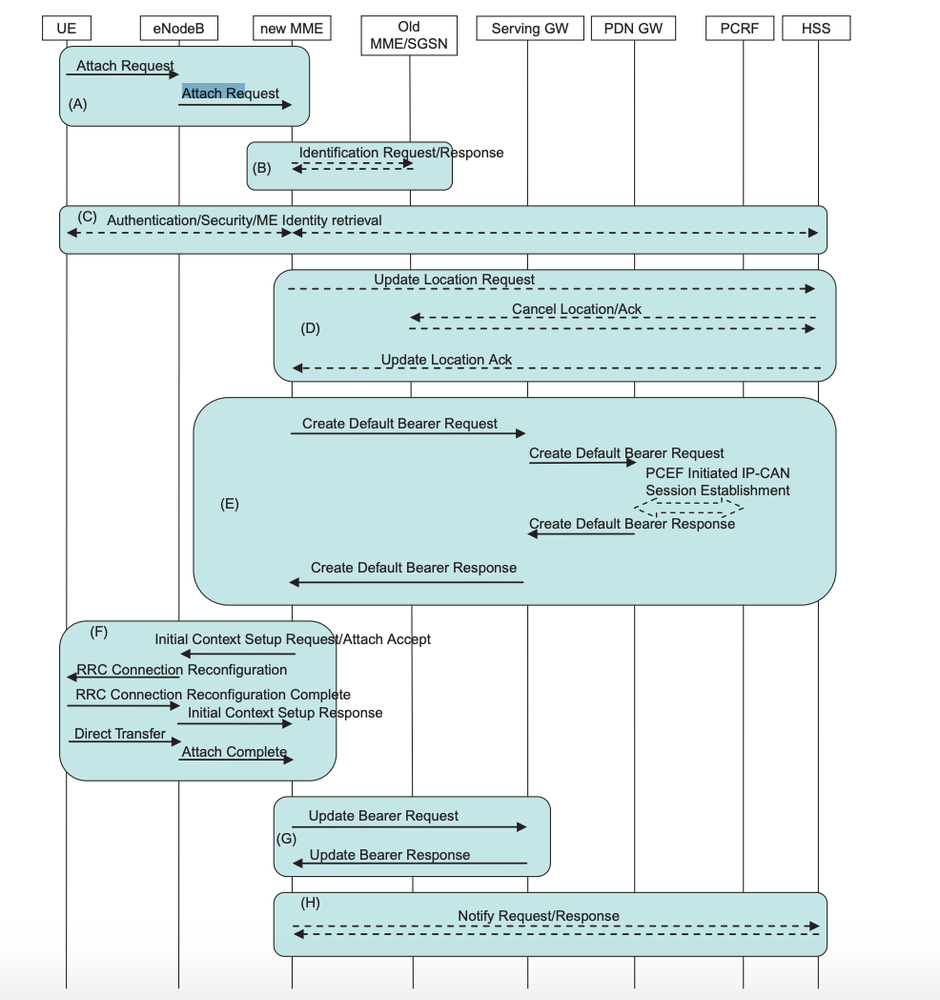 UE
eNodeB
new MME
Old
MME/SGSN
Serving GW
PDN GW
PCRF
HSS
Attach Request
Attach Request
(A)
Identification Request/Response
(B)
(C)
Authentication/Security/ME Identity retrieval
Update Location Request
Cancel Location/Ack
(D)
Update Location Ack
Create Default Bearer Request
Create Default Bearer Request
PCEF Initiated IP-CAN
Session Establishment
(E)
Create Default Bearer Response
Create Default Bearer Response
(F)
Initial Context Setup Request/Attach Accept
RRC Connection Reconfiguration
RRC Connection Reconfiguration Complete
Initial Context Setup Response
Direct Transfer
Attach Complete
Update Bearer Request
(G)
Update Bearer Response
(H)
Notify Request/Response